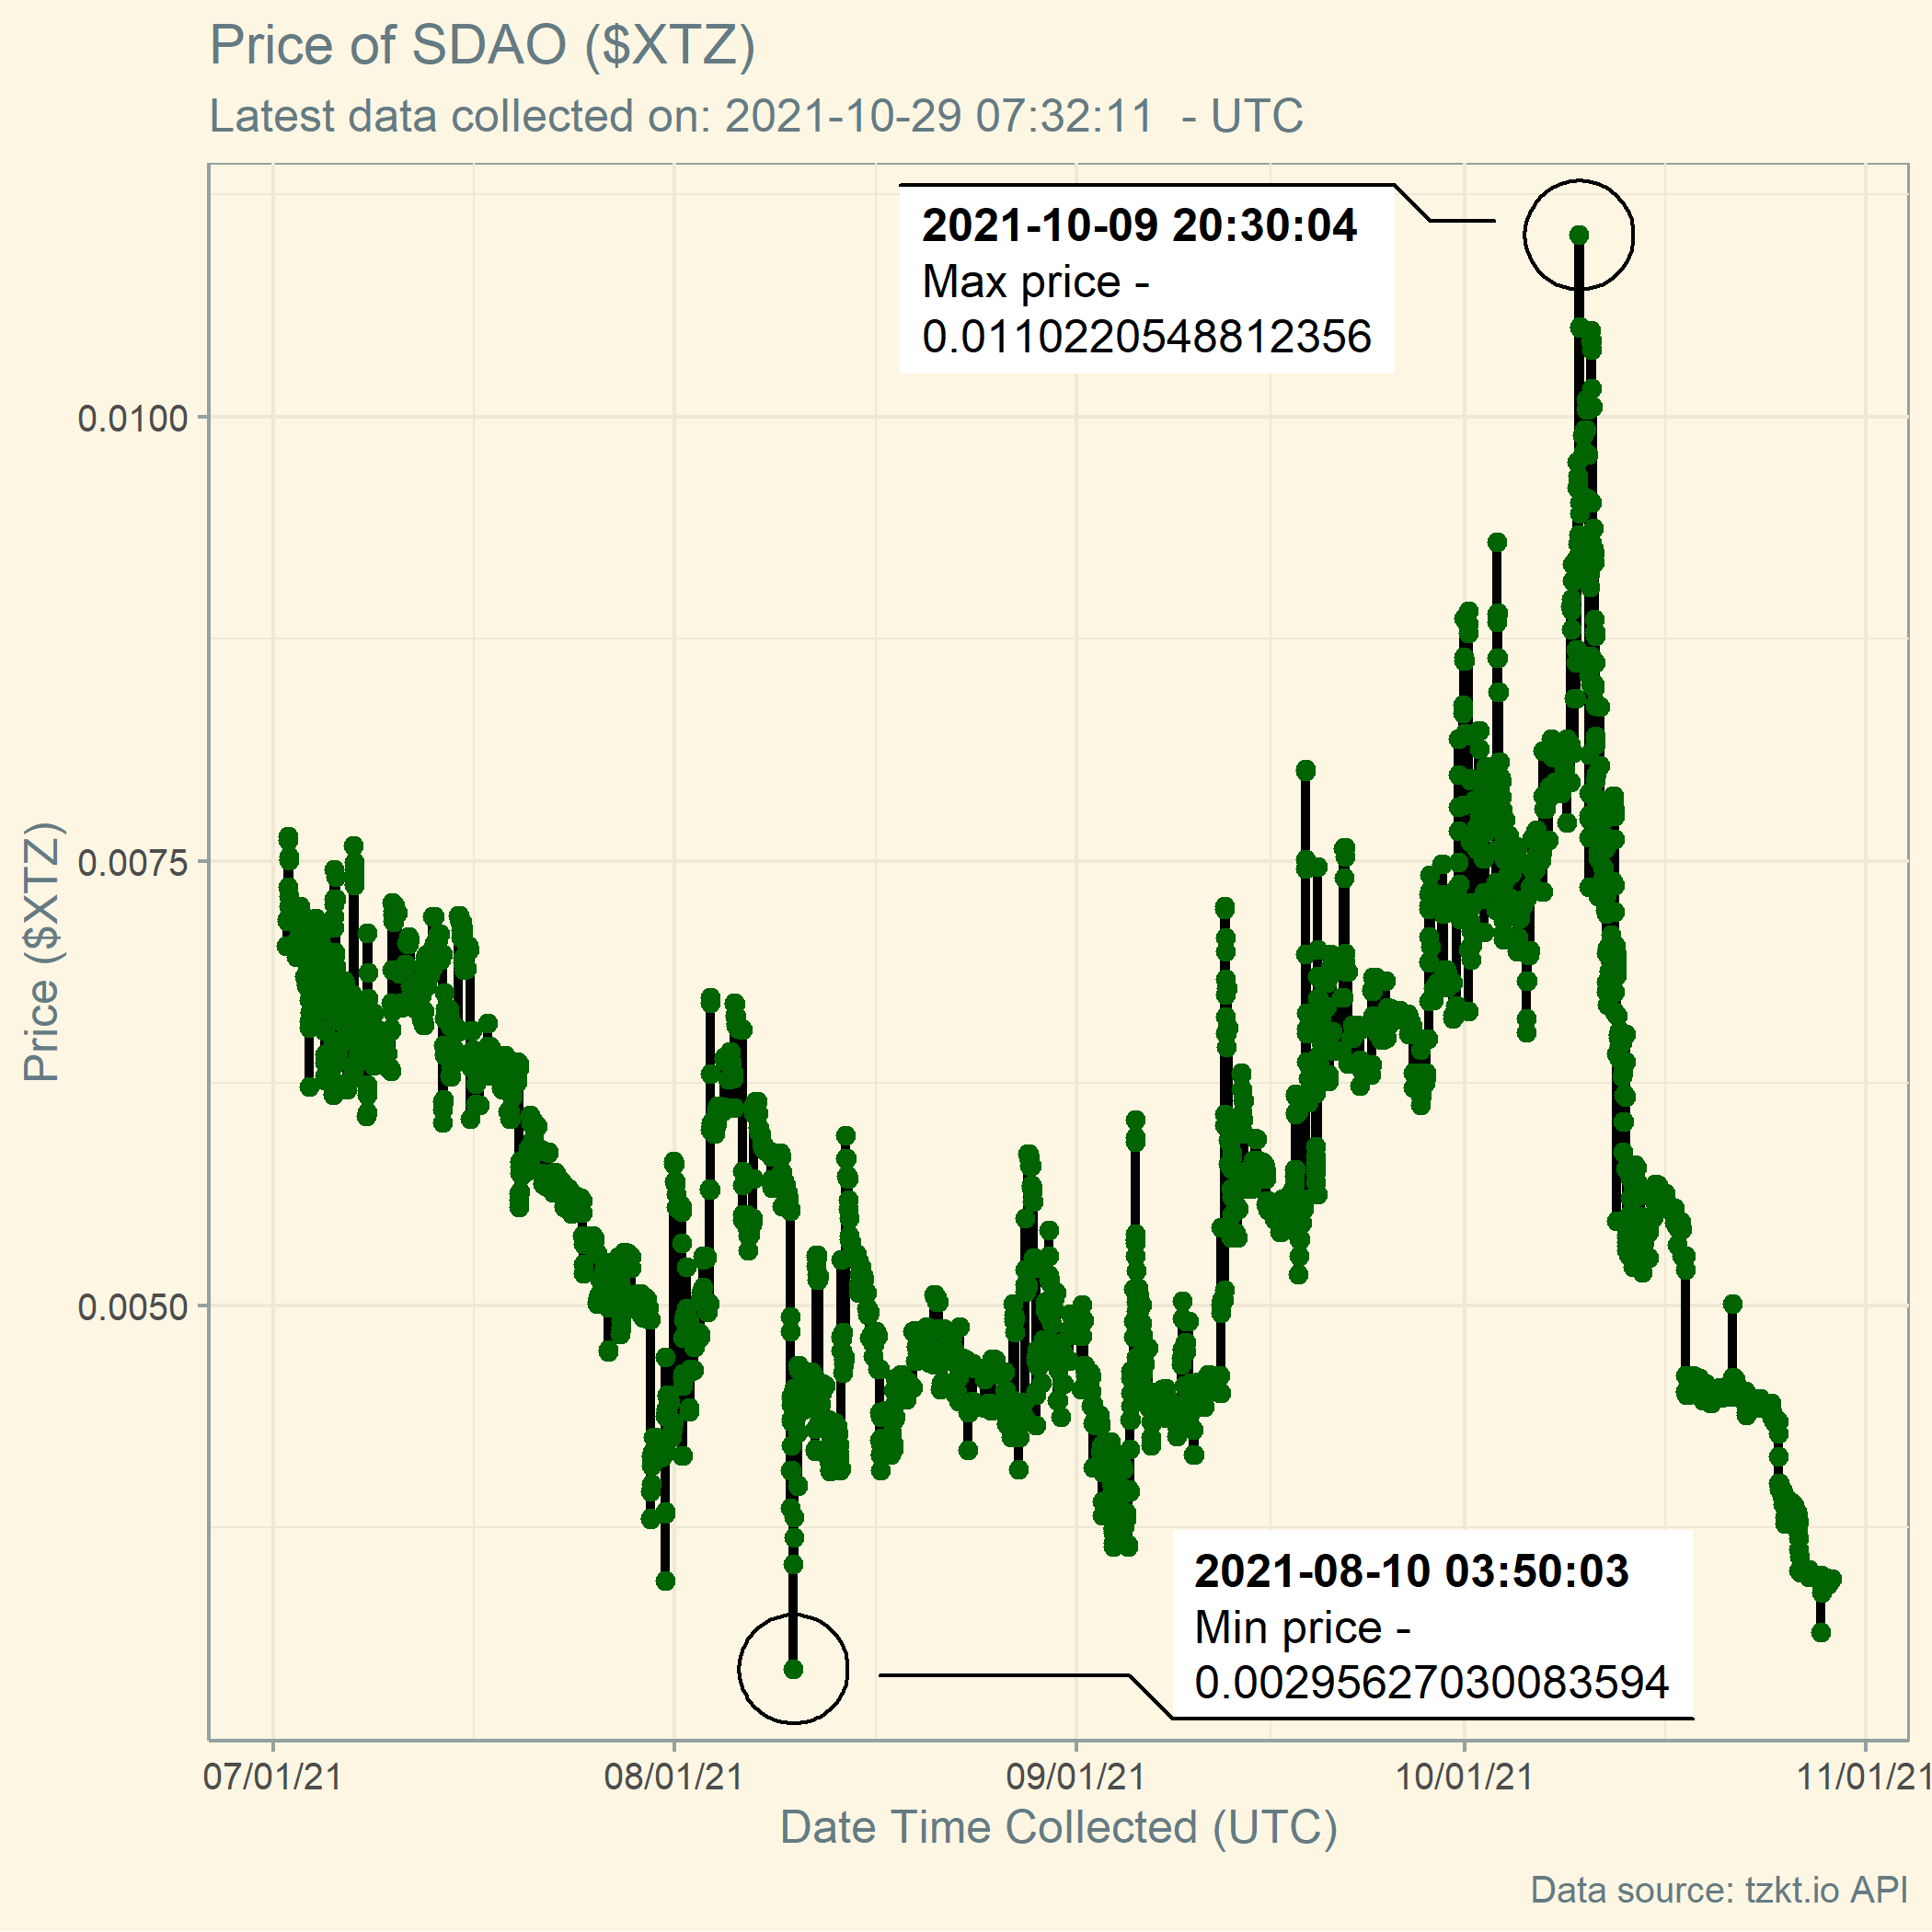 Price of SDAO ($XTZ)
Latest data collected on: 2021-10-29 07:32:11  - UTC
2021-10-09 20:30:04
Max price -
0.0110220548812356
0.0100
0.0075
0.0050
Price ($XTZ)
2021-08-10 03:50:03
Min price -
0.00295627030083594
07/01/21
08/01/21
09/01/21
10/01/21
11/01/21
Date Time Collected (UTC)
Data source: tzkt.io API